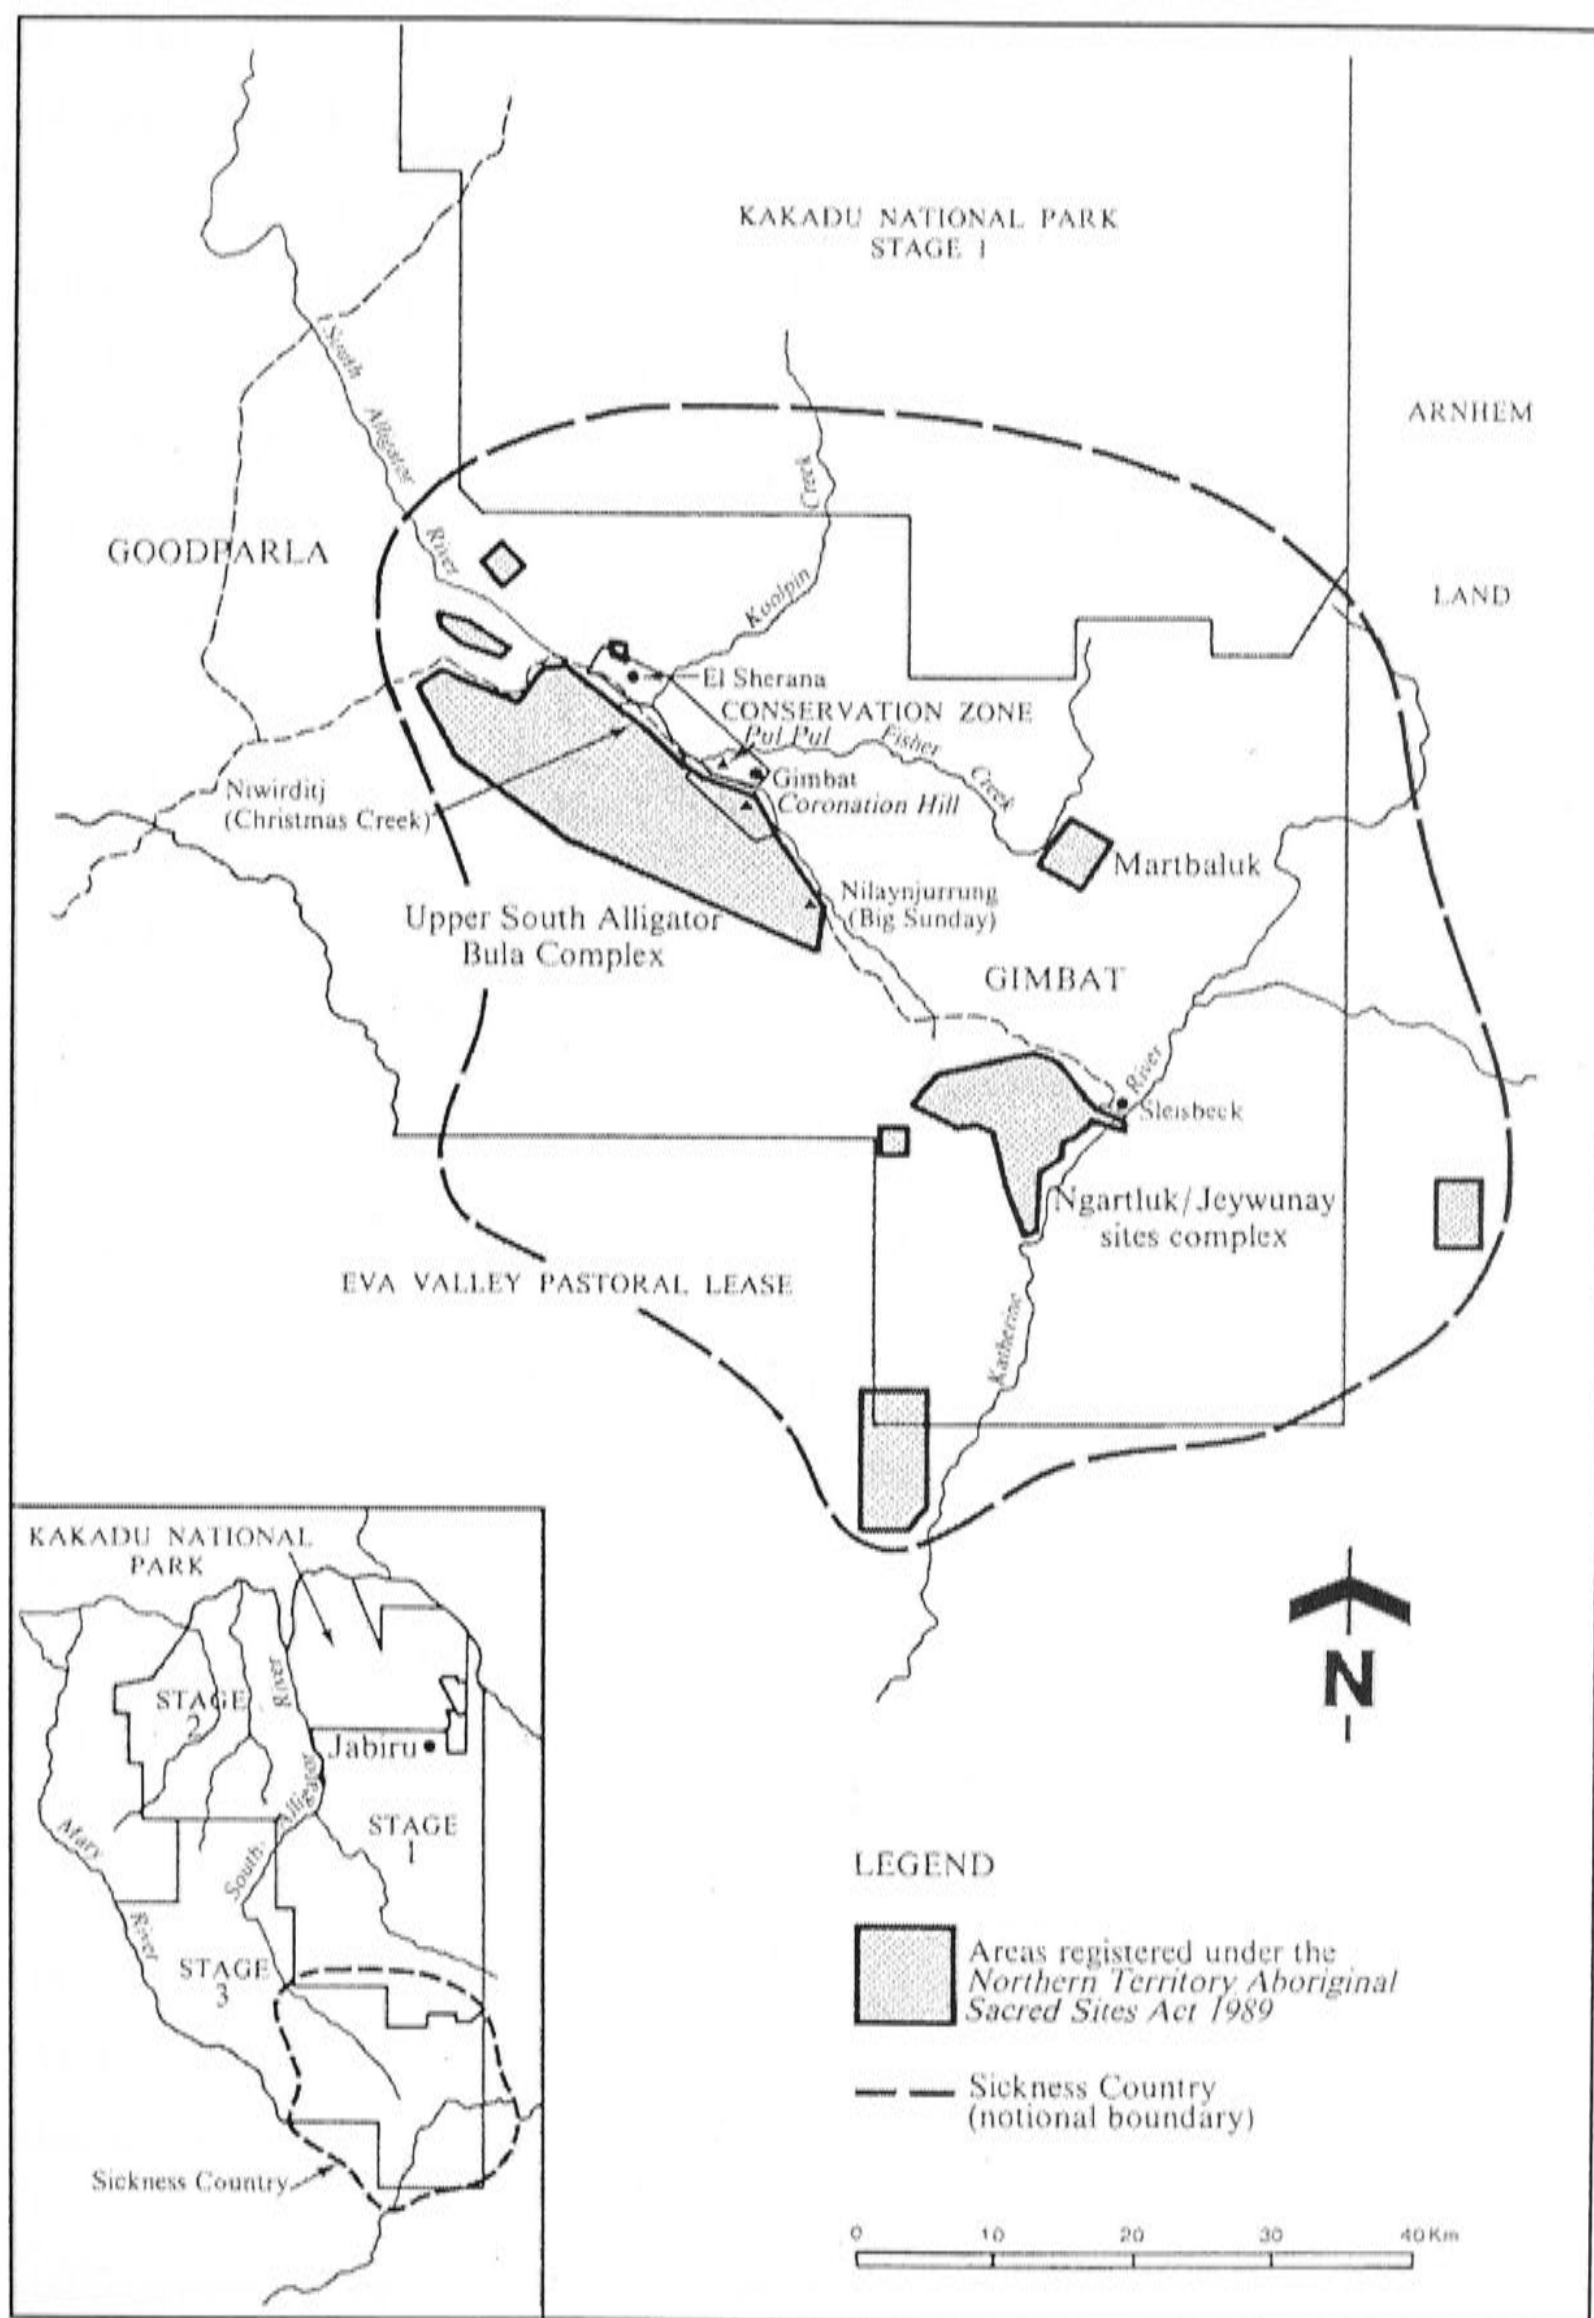 KAKADU NATIONAL PARK
STAGE 1
ARNHEM
LAND
South
Alligator
River
GOODPARLA
Creek
Koolpin
El Sherana
CONSERVATION ZONE
Pul Pul
Fisher
Creek
Gimbat
Coronation Hill
Niwirditj
(Christmas Creek)
Martbaluk
Nilaynjurrung
(Big Sunday)
Upper South Alligator
Bula Complex
GIMBAT
River
Sleisbeck
Ngartluk/Jeywunay
sites complex
EVA VALLEY PASTORAL LEASE
Katherine
KAKADU NATIONAL
PARK
STAGE
2
River
Jabiru
Alligator
South
STAGE
1
Mary
River
STAGE
3
Sickness Country
N
LEGEND
Areas registered under the
Northern Territory Aboriginal
Sacred Sites Act 1989
Sickness Country
(notional boundary)
0 10 20 30 40 Km